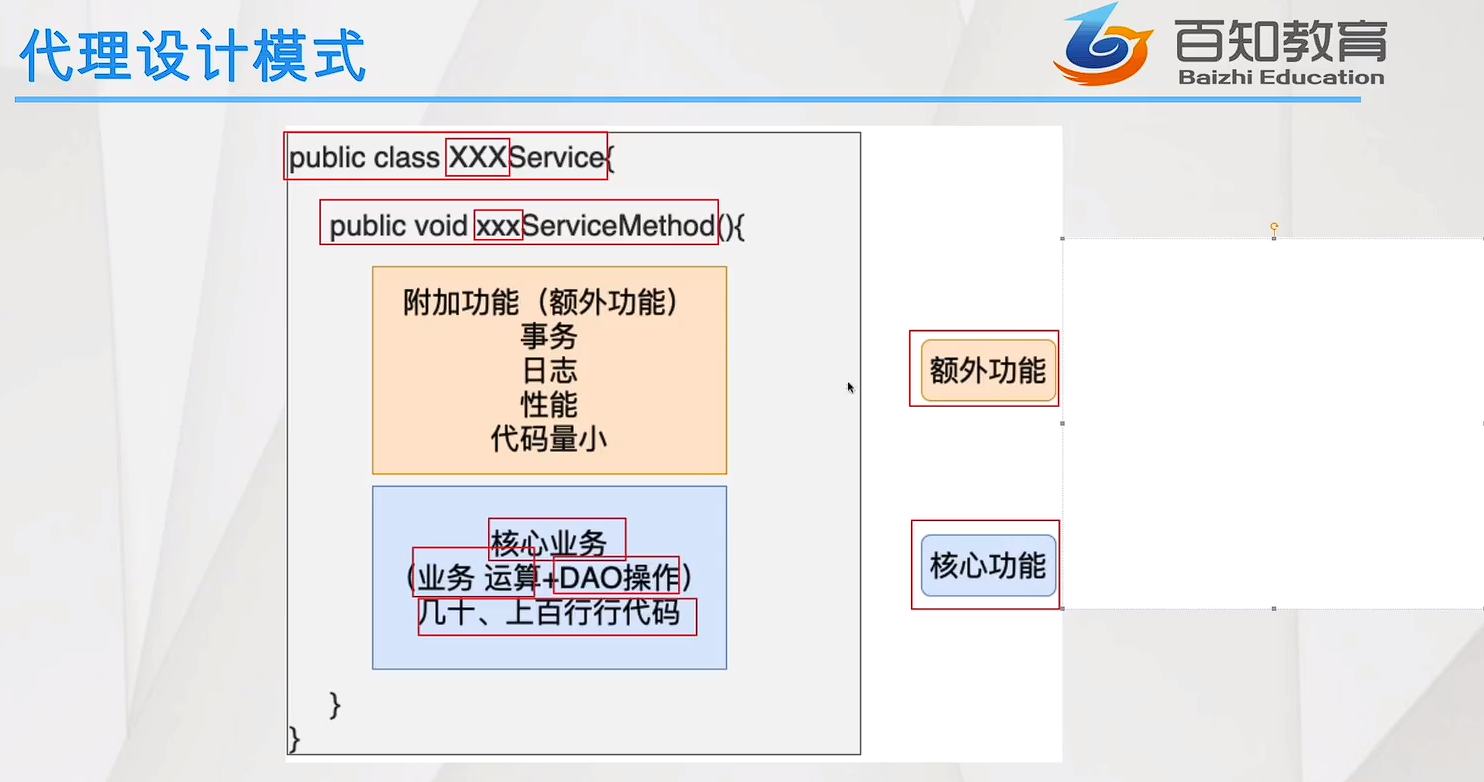 代理设计模式
百知教育
Baizhi Education
public class XXXService{
public void xxxServiceMethod(){
附加功能（额外功能）
事务
日志
性能
代码量小
额外功能
核心业务
（业务 运算+DAO操作）
几十、上百行行代码
核心功能
}
}